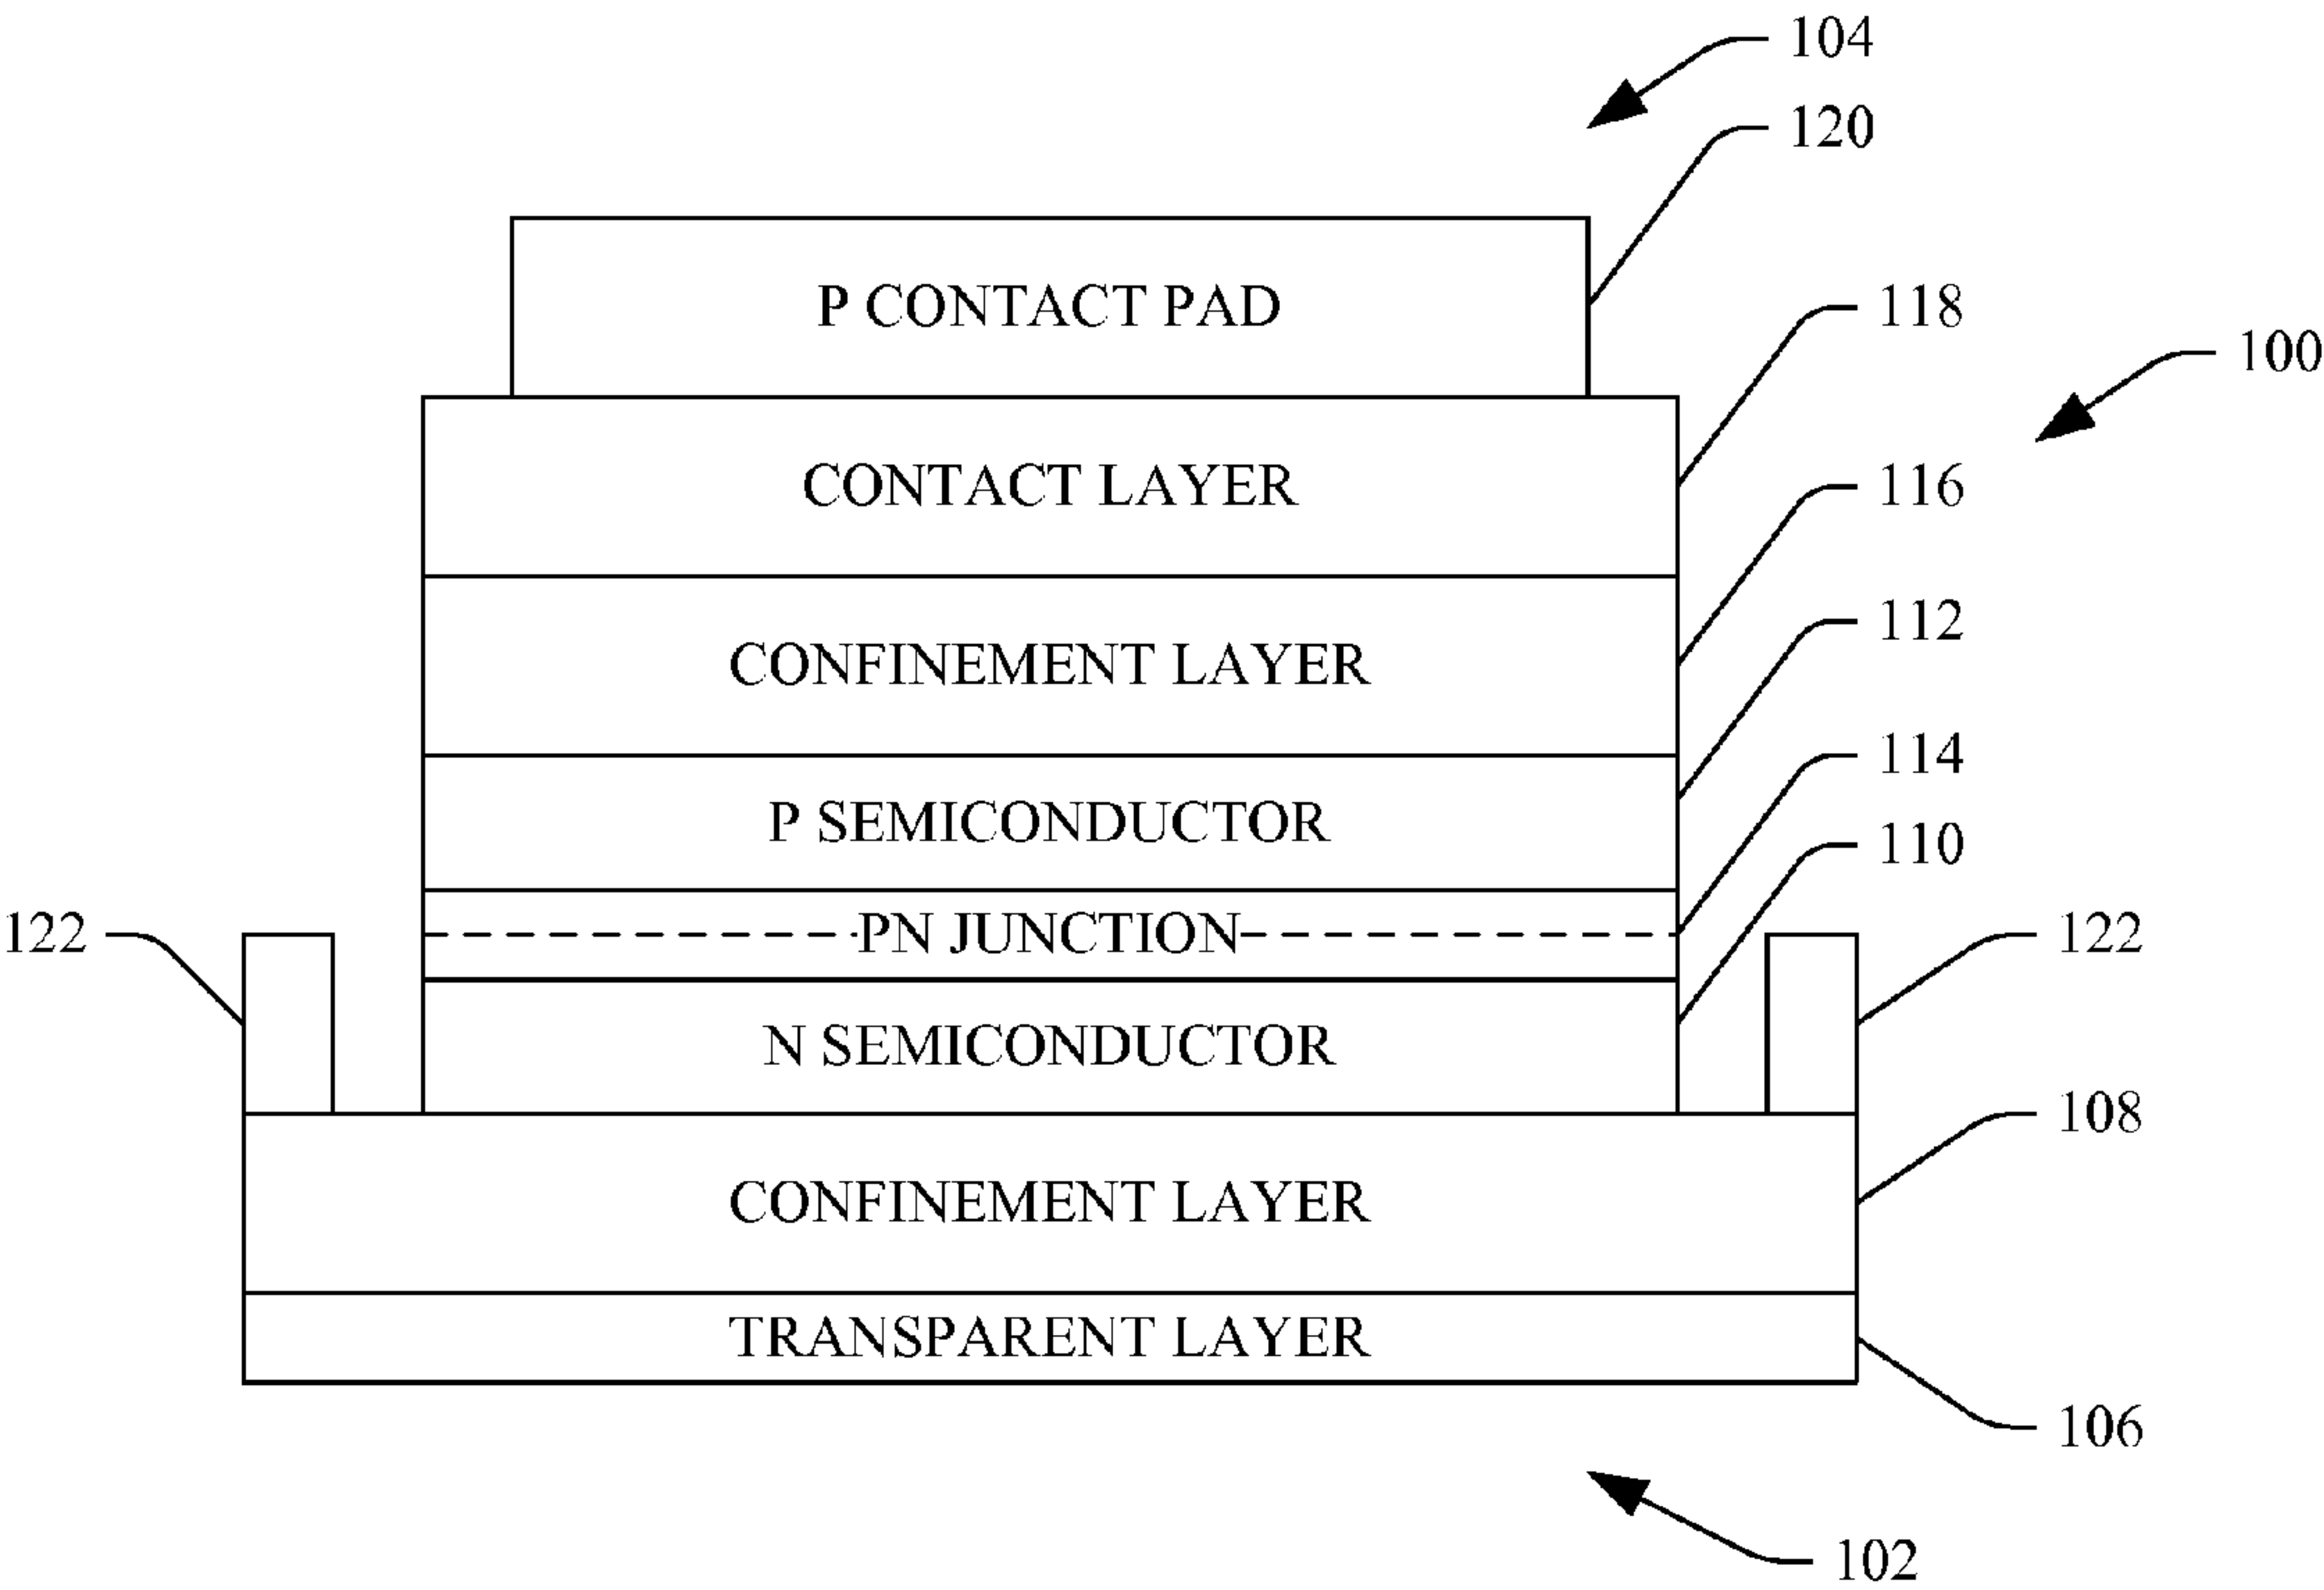 104
120
P CONTACT PAD
118
100
CONTACT LAYER
116
CONFINEMENT LAYER
112
P SEMICONDUCTOR
114
110
122
PN JUNCTION
122
N SEMICONDUCTOR
108
CONFINEMENT LAYER
TRANSPARENT LAYER
106
102